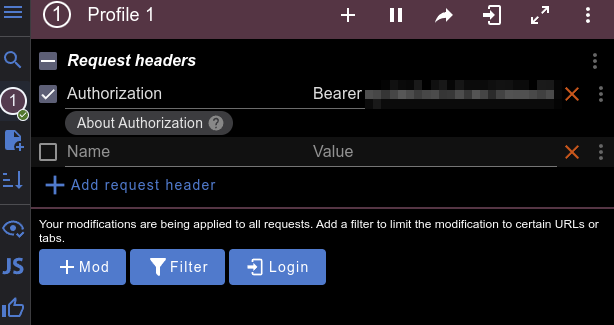 1 Profile 1
Request headers
1
Authorization Bearer
About Authorization ?
Name Value
+ Add request header
Your modifications are being applied to all requests. Add a filter to limit the modification to certain URLs or
tabs.
JS
+ Mod Filter Login